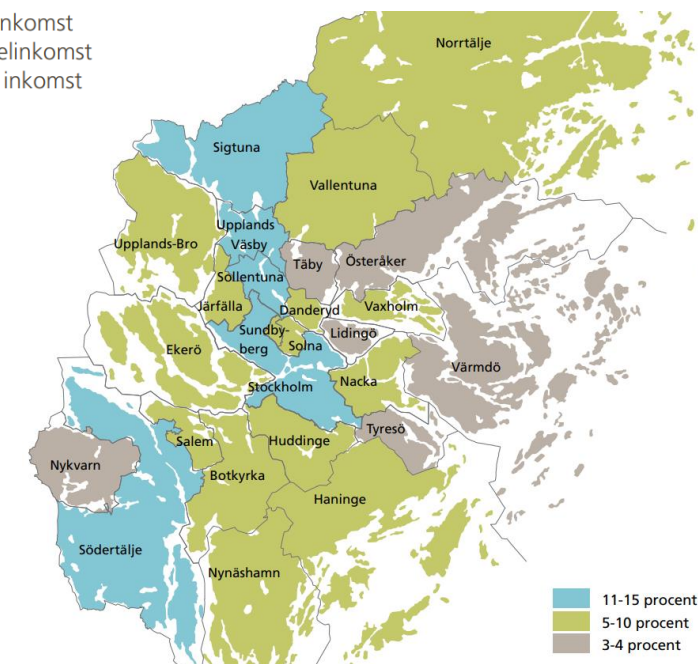 nkomst
elinkomst
inkomst
Norrtälje
Sigtuna
Vallentuna
Upplands
Väsby
Upplands-Bro
Täby
Österåker
Sollentuna
Järfälla
Danderyd
Vaxholm
Sundby-
berg
Solna
Lidingö
Ekerö
Värmdö
Stockholm
Nacka
Tyresö
Salem
Huddinge
Nykvarn
Botkyrka
Haninge
Södertälje
Nynäshamn
11-15 procent
5-10 procent
3-4 procent